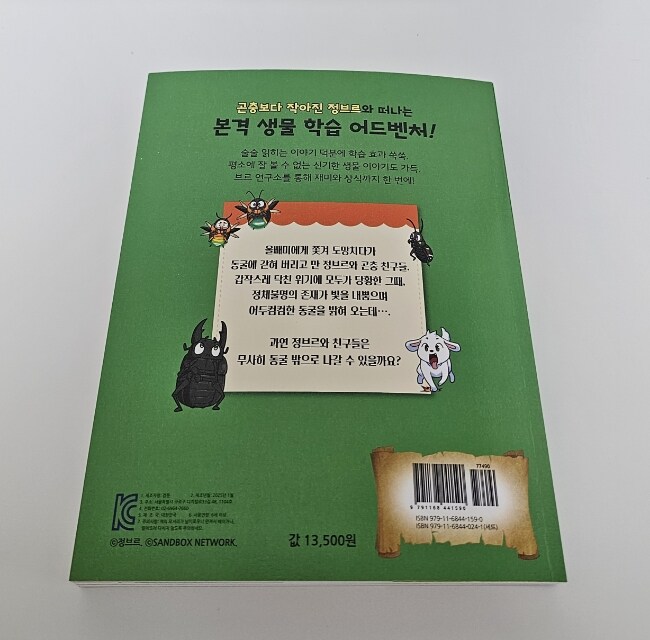 곤충보다 작아진 정브르와 떠나는
본격 생물 학습 어드벤처!
술술 읽히는 이야기 덕분에 학습 효과 쑥쑥,
평소에 잘 볼 수 없는 신기한 생물 이야기도 가득,
브르 연구소를 통해 재미와 상식까지 한 번에!
올빼미에게 쫓겨 도망치다가
동굴에 갇혀 버리고 만 정브르와 곤충 친구들.
갑작스레 닥친 위기에 모두가 당황한 그때,
정체불명의 존재가 빛을 내뿜으며
어두컴컴한 동굴을 밝혀 오는데….
과연 정브르와 친구들은
무사히 동굴 밖으로 나갈 수 있을까요?
77490
9 791168 441590
ISBN 979-11-6844-159-0
ISBN 979-11-6844-024-1(세트)
KC
ⓒ정브르. ⓒSANDBOX NETWORK.
값 13,500원